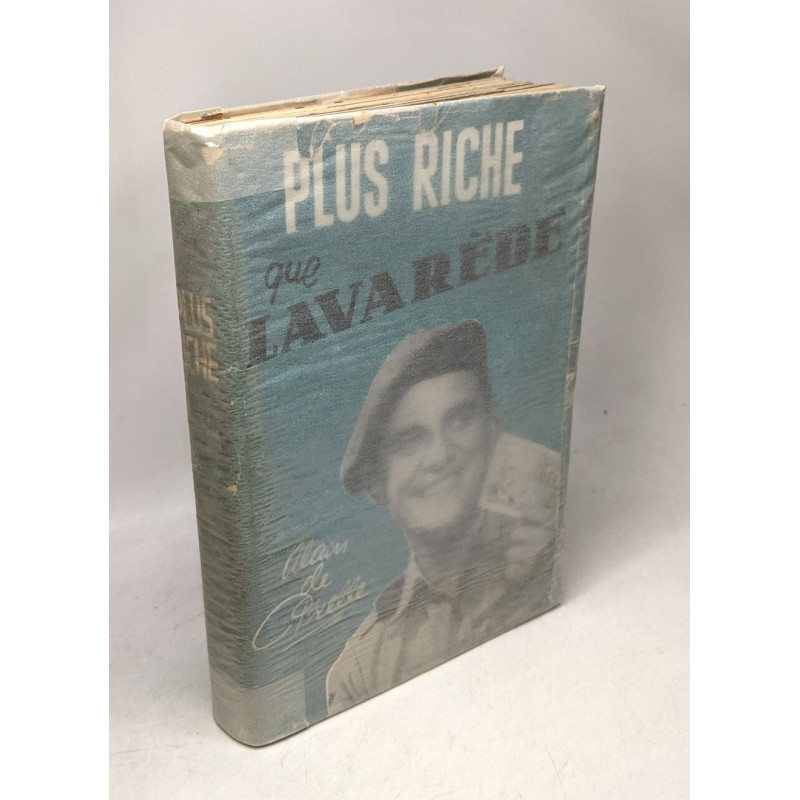 PLUS RICHE
que
LAVARÈDE
Alain
de
PLUS
RICHE